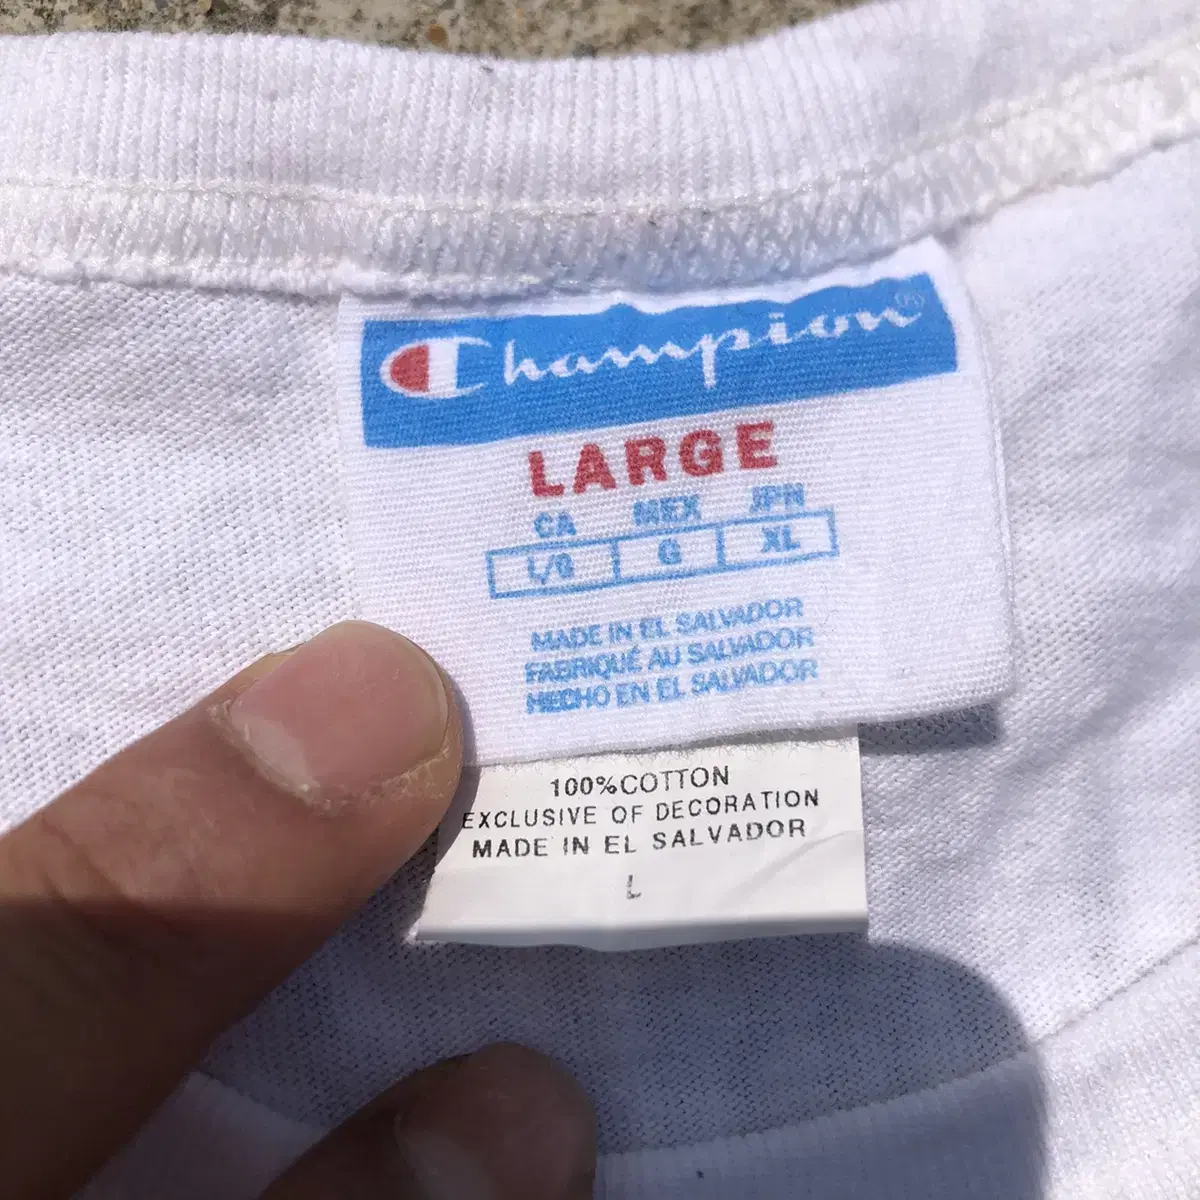 Champion®
LARGE
CA MEX JPN
L/G G XL
MADE IN EL SALVADOR
FABRIQUÉ AU SALVADOR
HECHO EN EL SALVADOR
100%COTTON
EXCLUSIVE OF DECORATION
MADE IN EL SALVADOR
L